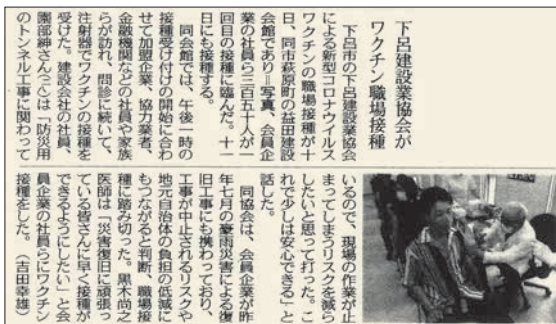 下呂建設業協会が
ワクチン職場接種
下呂市の下呂建設業協会
による新型コロナウイルス
ワクチンの職場接種が十
日、同市萩原町の益田建設
会館であり=写真、会員企
業の社員ら三百五十人が一
回目の接種に臨んだ。十一
日にも接種する。
同会館では、午後一時の
接種受け付けの開始に合わ
せて加盟企業、協力業者、
金融機関などの社員や家族
らが訪れ、問診に続いて、
注射器でワクチンの接種を
受けた。建設会社の社員、
園部紳さんは「防災用
のトンネル工事に関わって
いるので、現場の作業が止
まってしまうリスクを減ら
したいと思って打った。こ
れで少しは安心できる」と
話した。
同協会は、会員企業が昨
年七月の豪雨災害による復
旧工事にも携わっており、
工事が中止されるリスクや
地元自治体の負担の低減に
もつながると判断、職場接
種に踏み切った。黒木尚之
医師は「災害復旧に頑張っ
ている皆さんに早く接種が
できるようにしたい」と会
員企業の社員らにワクチン
接種をした。(吉田幸雄)